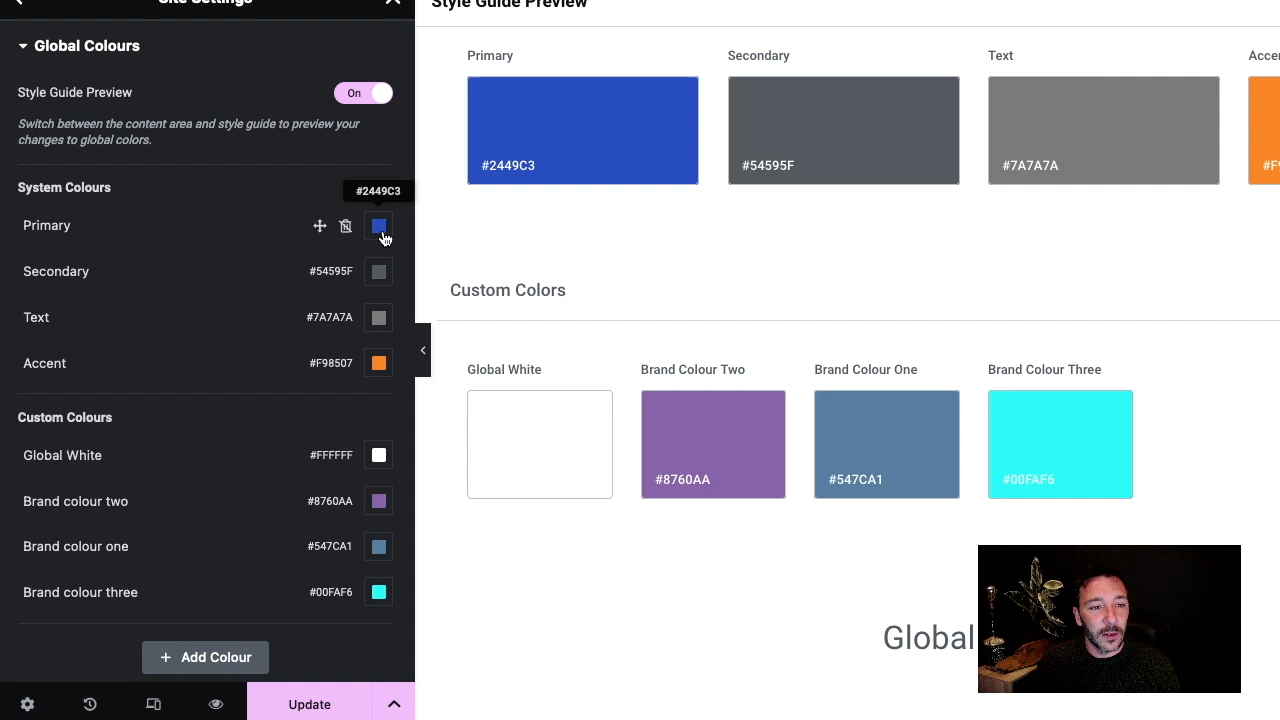 Site Settings
Global Colours
Style Guide Preview
On
Switch between the content area and style guide to preview your
changes to global colors.
System Colours
#2449C3
Primary
Secondary
#54595F
Text
#7A7A7A
Accent
#F98507
Custom Colours
Global White
#FFFFFF
Brand colour two
#8760AA
Brand colour one
#547CA1
Brand colour three
#00FAF6
+ Add Colour
Update
Style Guide Preview
Primary
Secondary
Text
Accer
#2449C3
#54595F
#7A7A7A
#F9
Custom Colors
Global White
Brand Colour Two
Brand Colour One
Brand Colour Three
#8760AA
#547CA1
#00FAF6
Global